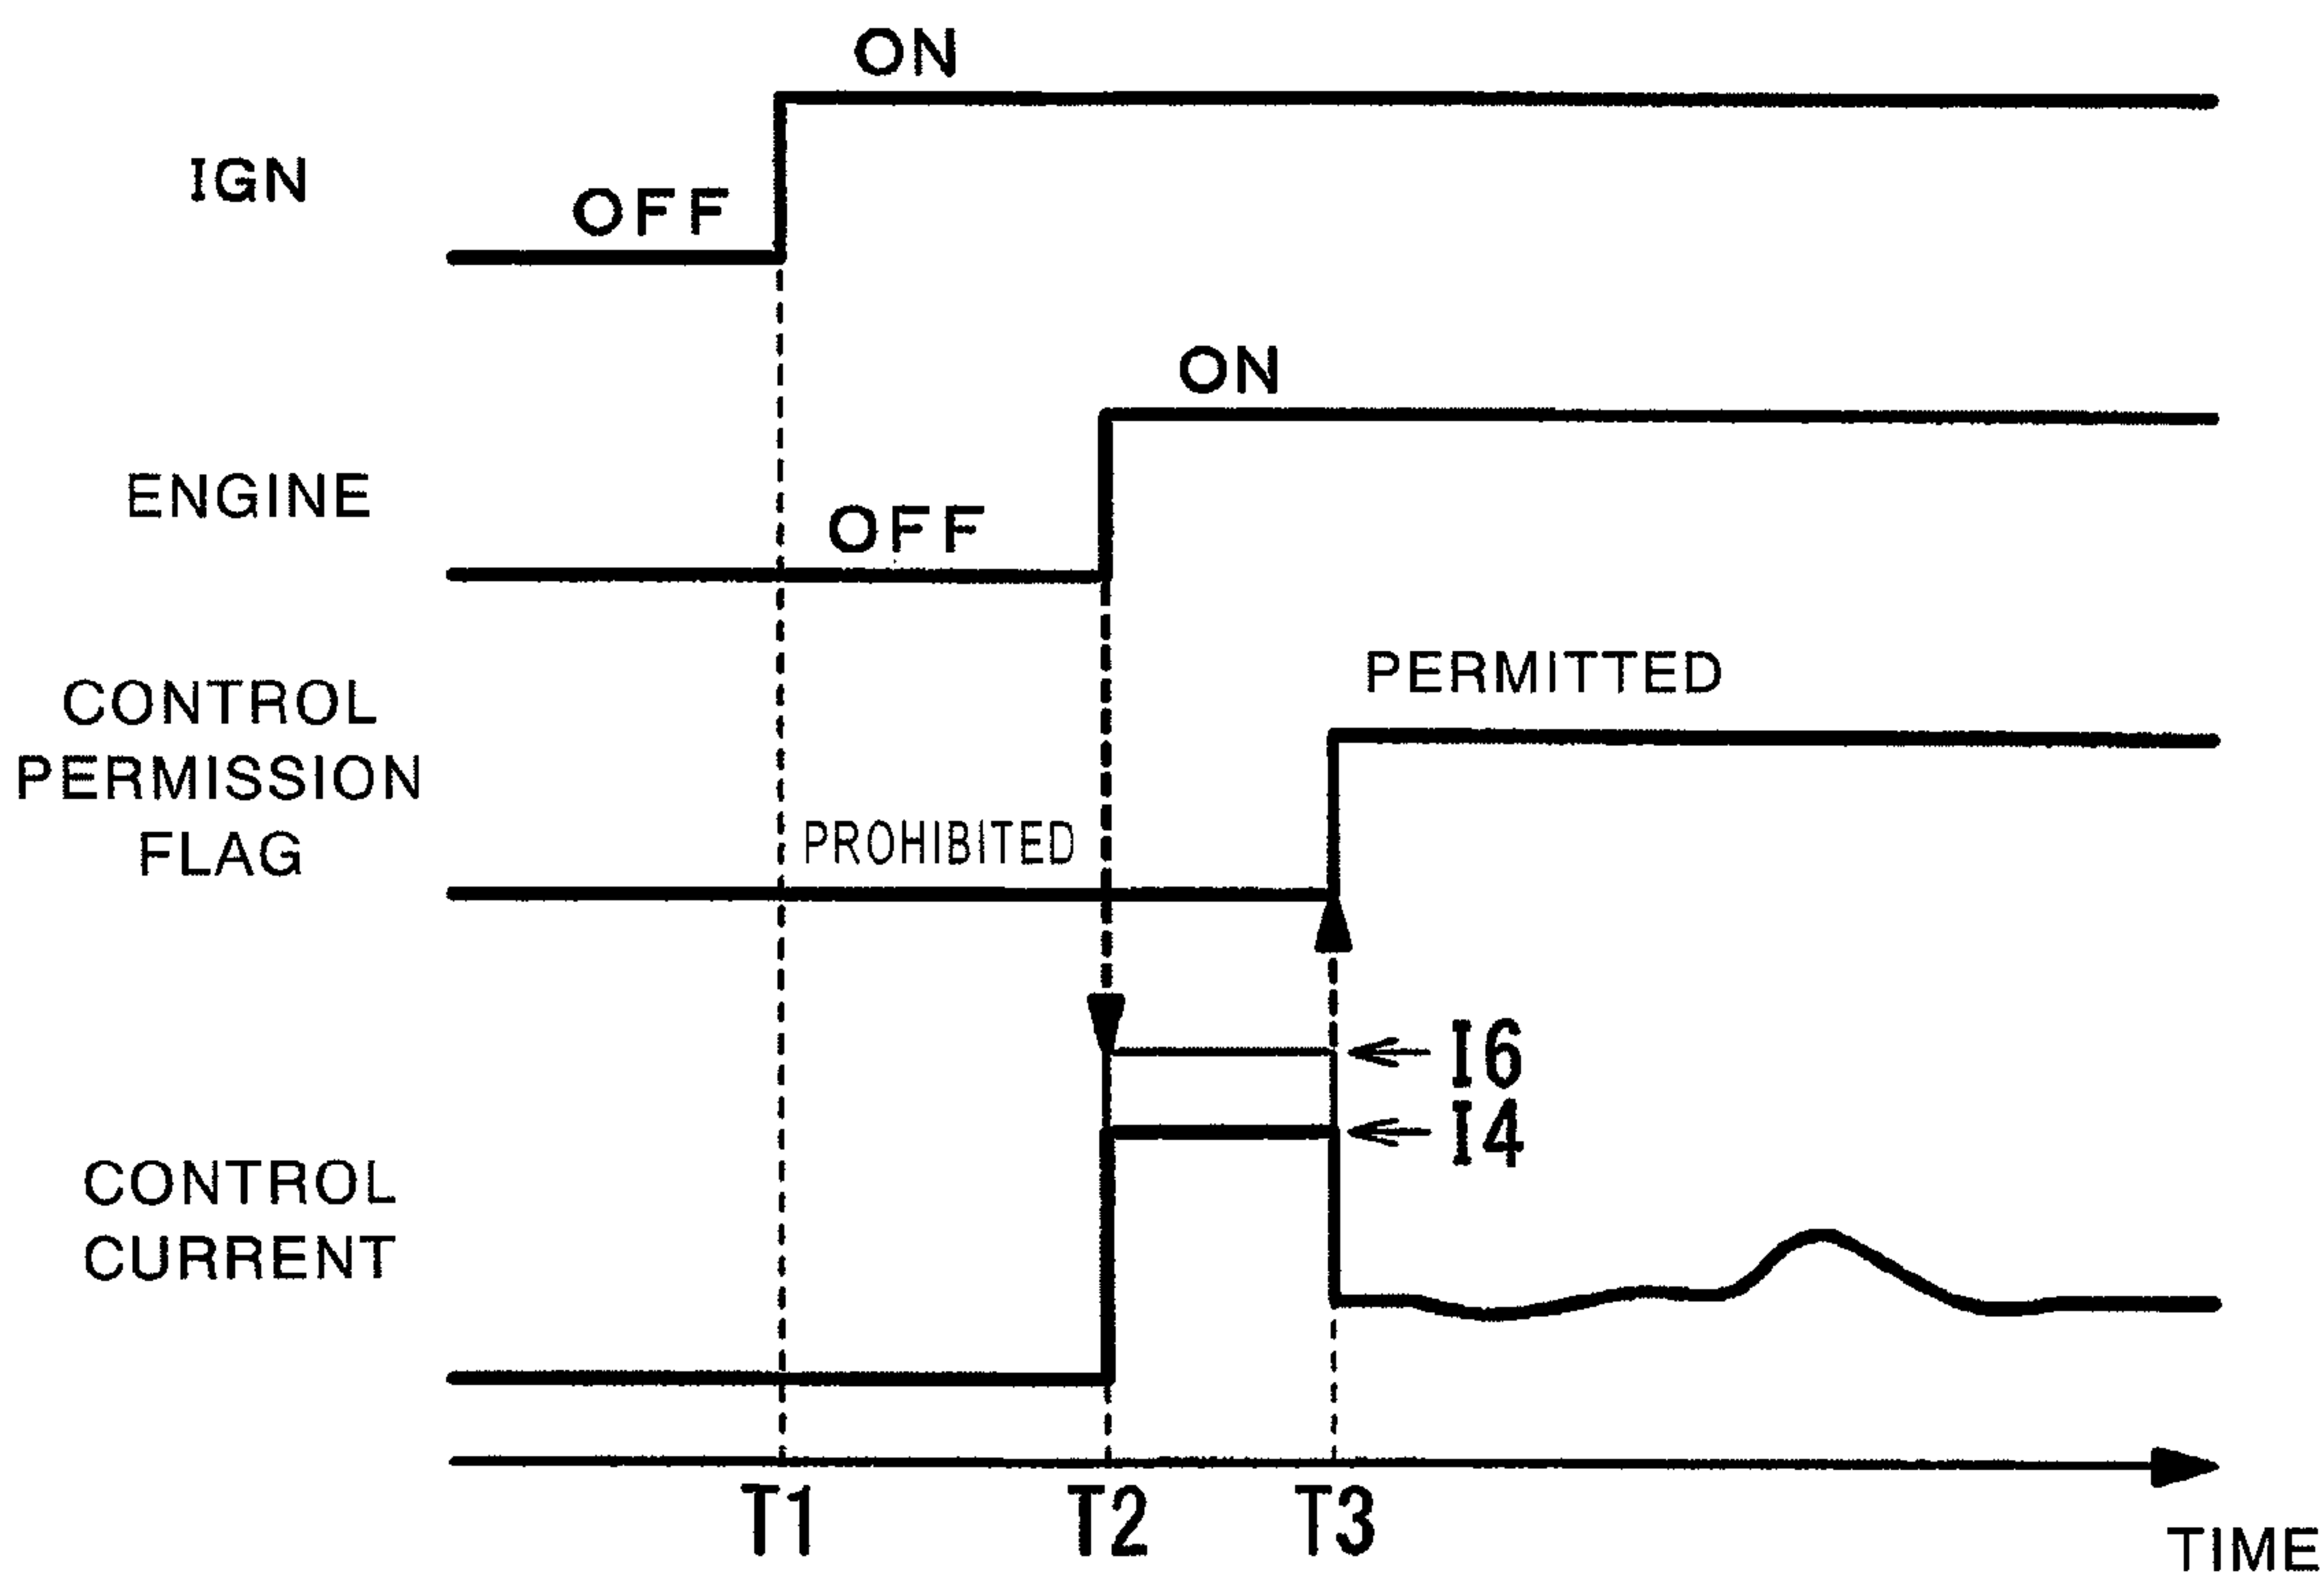 ON
IGN
OFF
ON
ENGINE
OFF
PERMITTED
CONTROL
PERMISSION
FLAG
PROHIBITED
I6
I4
CONTROL
CURRENT
T1 T2 T3
TIME